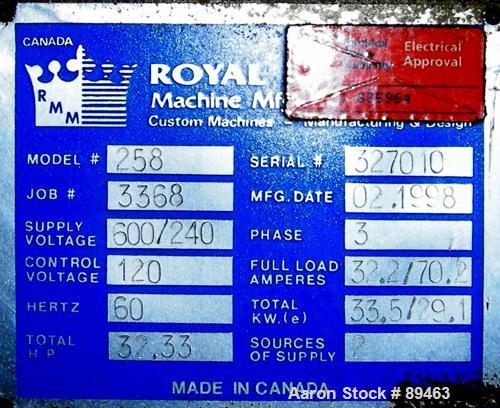 CANADA
RMM
ROYAL
Machine Mf
Custom Machines Manufacturing & Design
Electrical
Approval
MODEL # 258 SERIAL # 327010
JOB # 3368 MFG. DATE 02.1998
SUPPLY VOLTAGE 600/240 PHASE 3
CONTROL VOLTAGE 120 FULL LOAD AMPERES 32.2/70.2
HERTZ 60 TOTAL KW.(e) 33.5/29.1
TOTAL H.P. 32.33 SOURCES OF SUPPLY 2
MADE IN CANADA
Aaron Stock # 89463